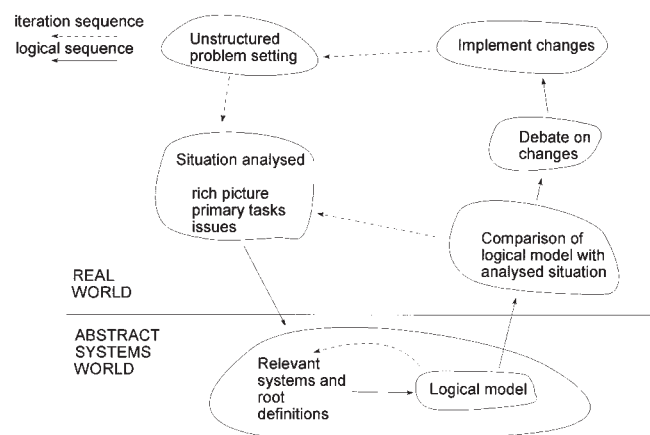 iteration sequence
logical sequence
Unstructured
problem setting
Implement changes
Debate on
changes
Situation analysed
rich picture
primary tasks
issues
Comparison of
logical model with
analysed situation
REAL
WORLD
ABSTRACT
SYSTEMS
WORLD
Relevant
systems and
root
definitions
Logical model